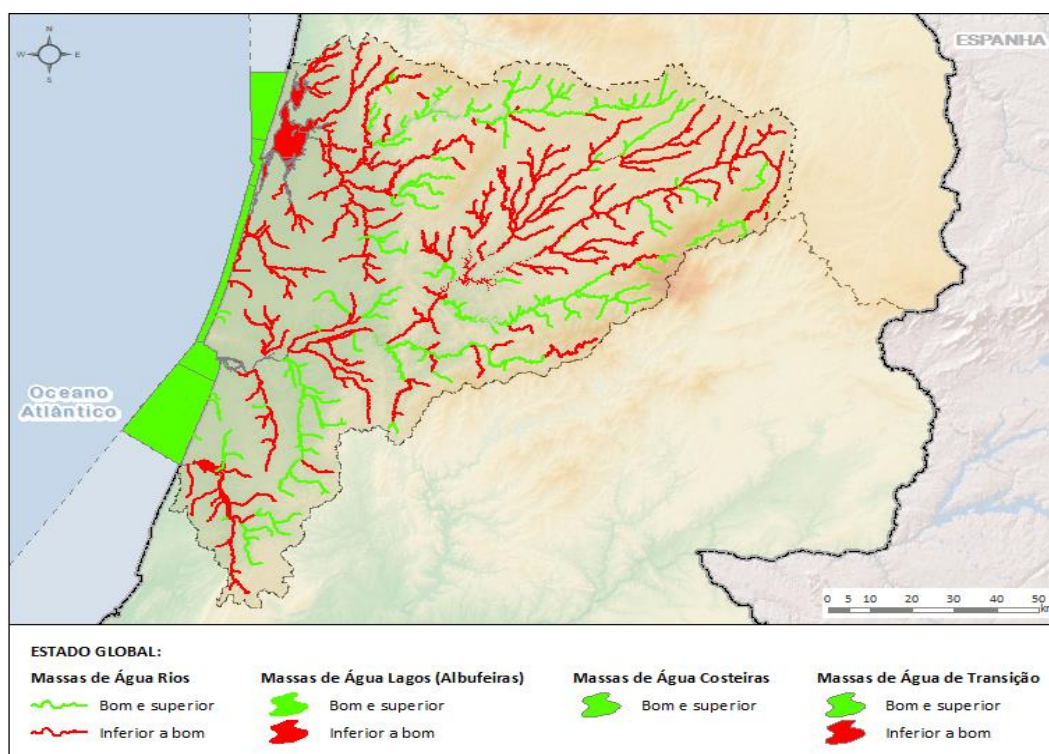 N
W E
S
ESPANHA
Oceano
Atlântico
0 5 10 20 30 40 50
km
ESTADO GLOBAL:
Massas de Água Rios
Bom e superior
Inferior a bom
Massas de Água Lagos (Albufeiras)
Bom e superior
Inferior a bom
Massas de Água Costeiras
Bom e superior
Massas de Água de Transição
Bom e superior
Inferior a bom